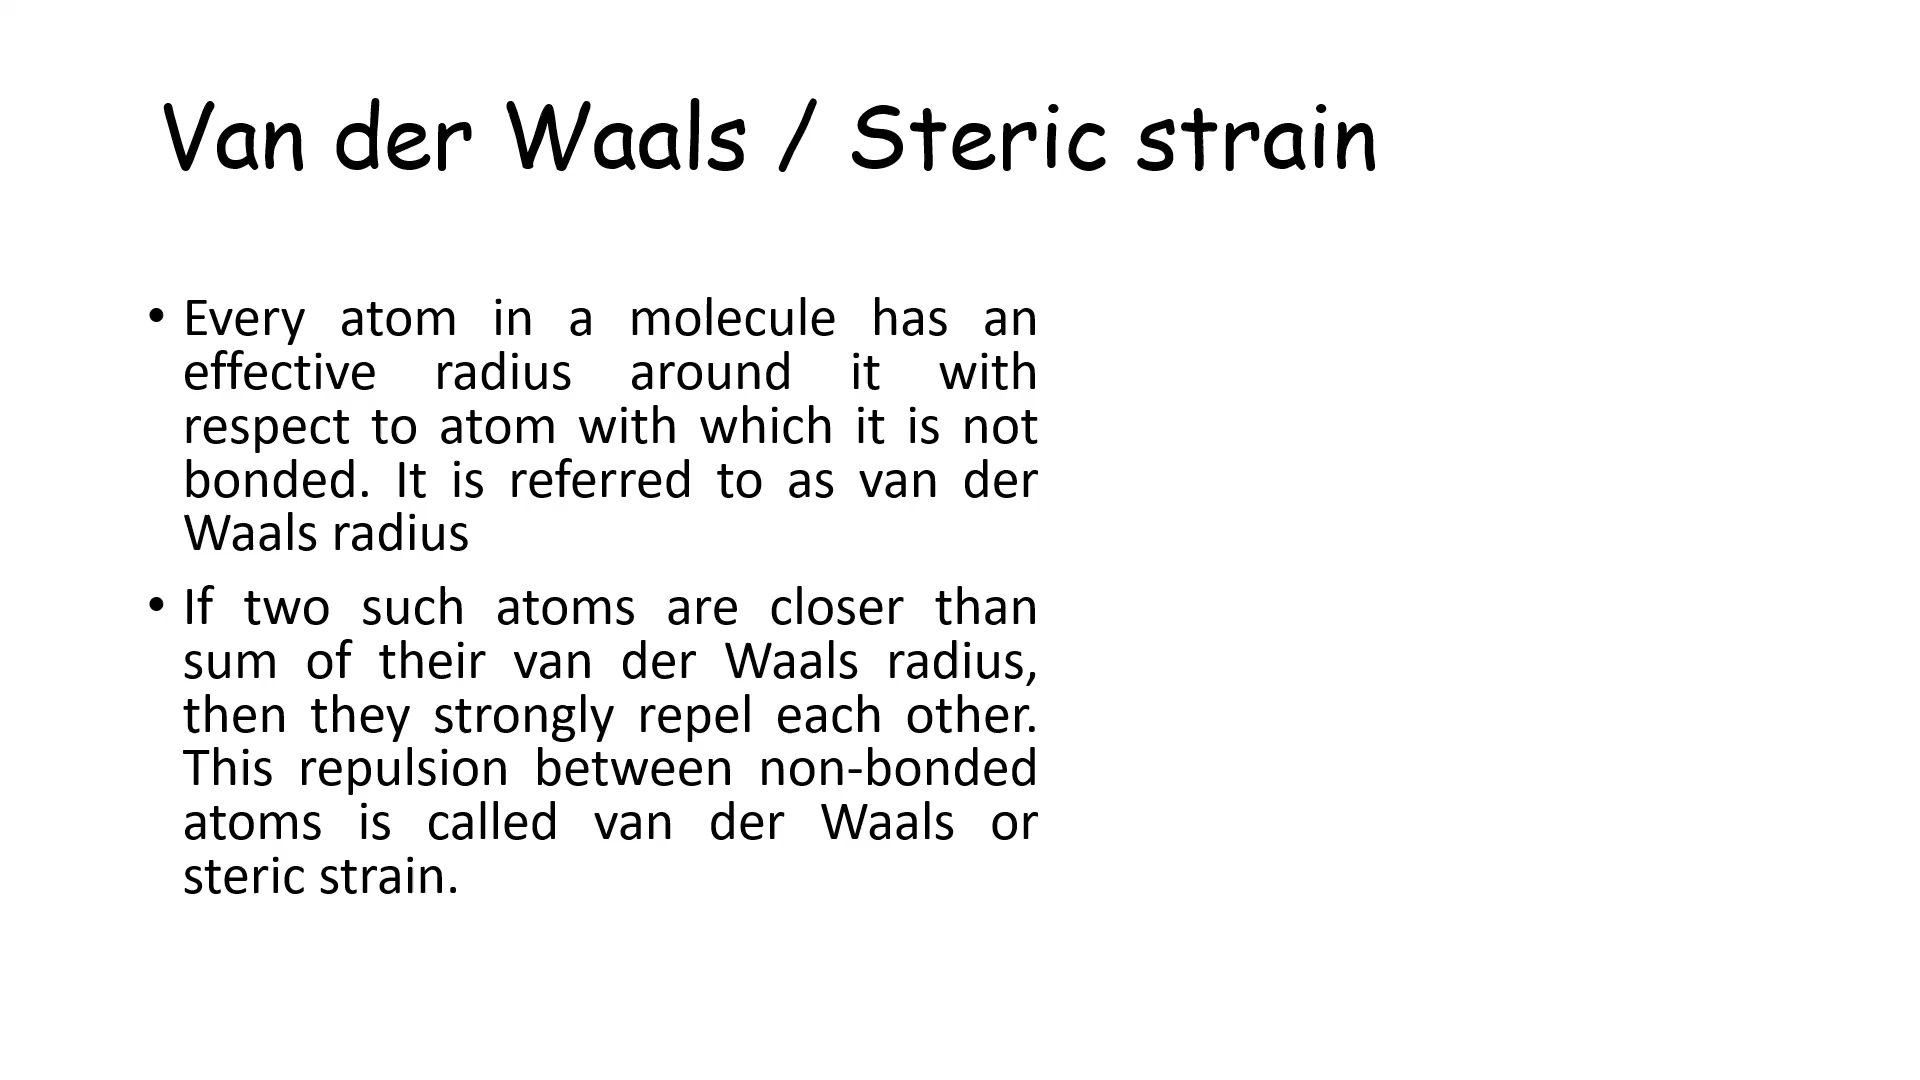 Van der Waals / Steric strain
• Every atom in a molecule has an
effective radius around it with
respect to atom with which it is not
bonded. It is referred to as van der
Waals radius
• If two such atoms are closer than
sum of their van der Waals radius,
then they strongly repel each other.
This repulsion between non-bonded
atoms is called van der Waals or
steric strain.